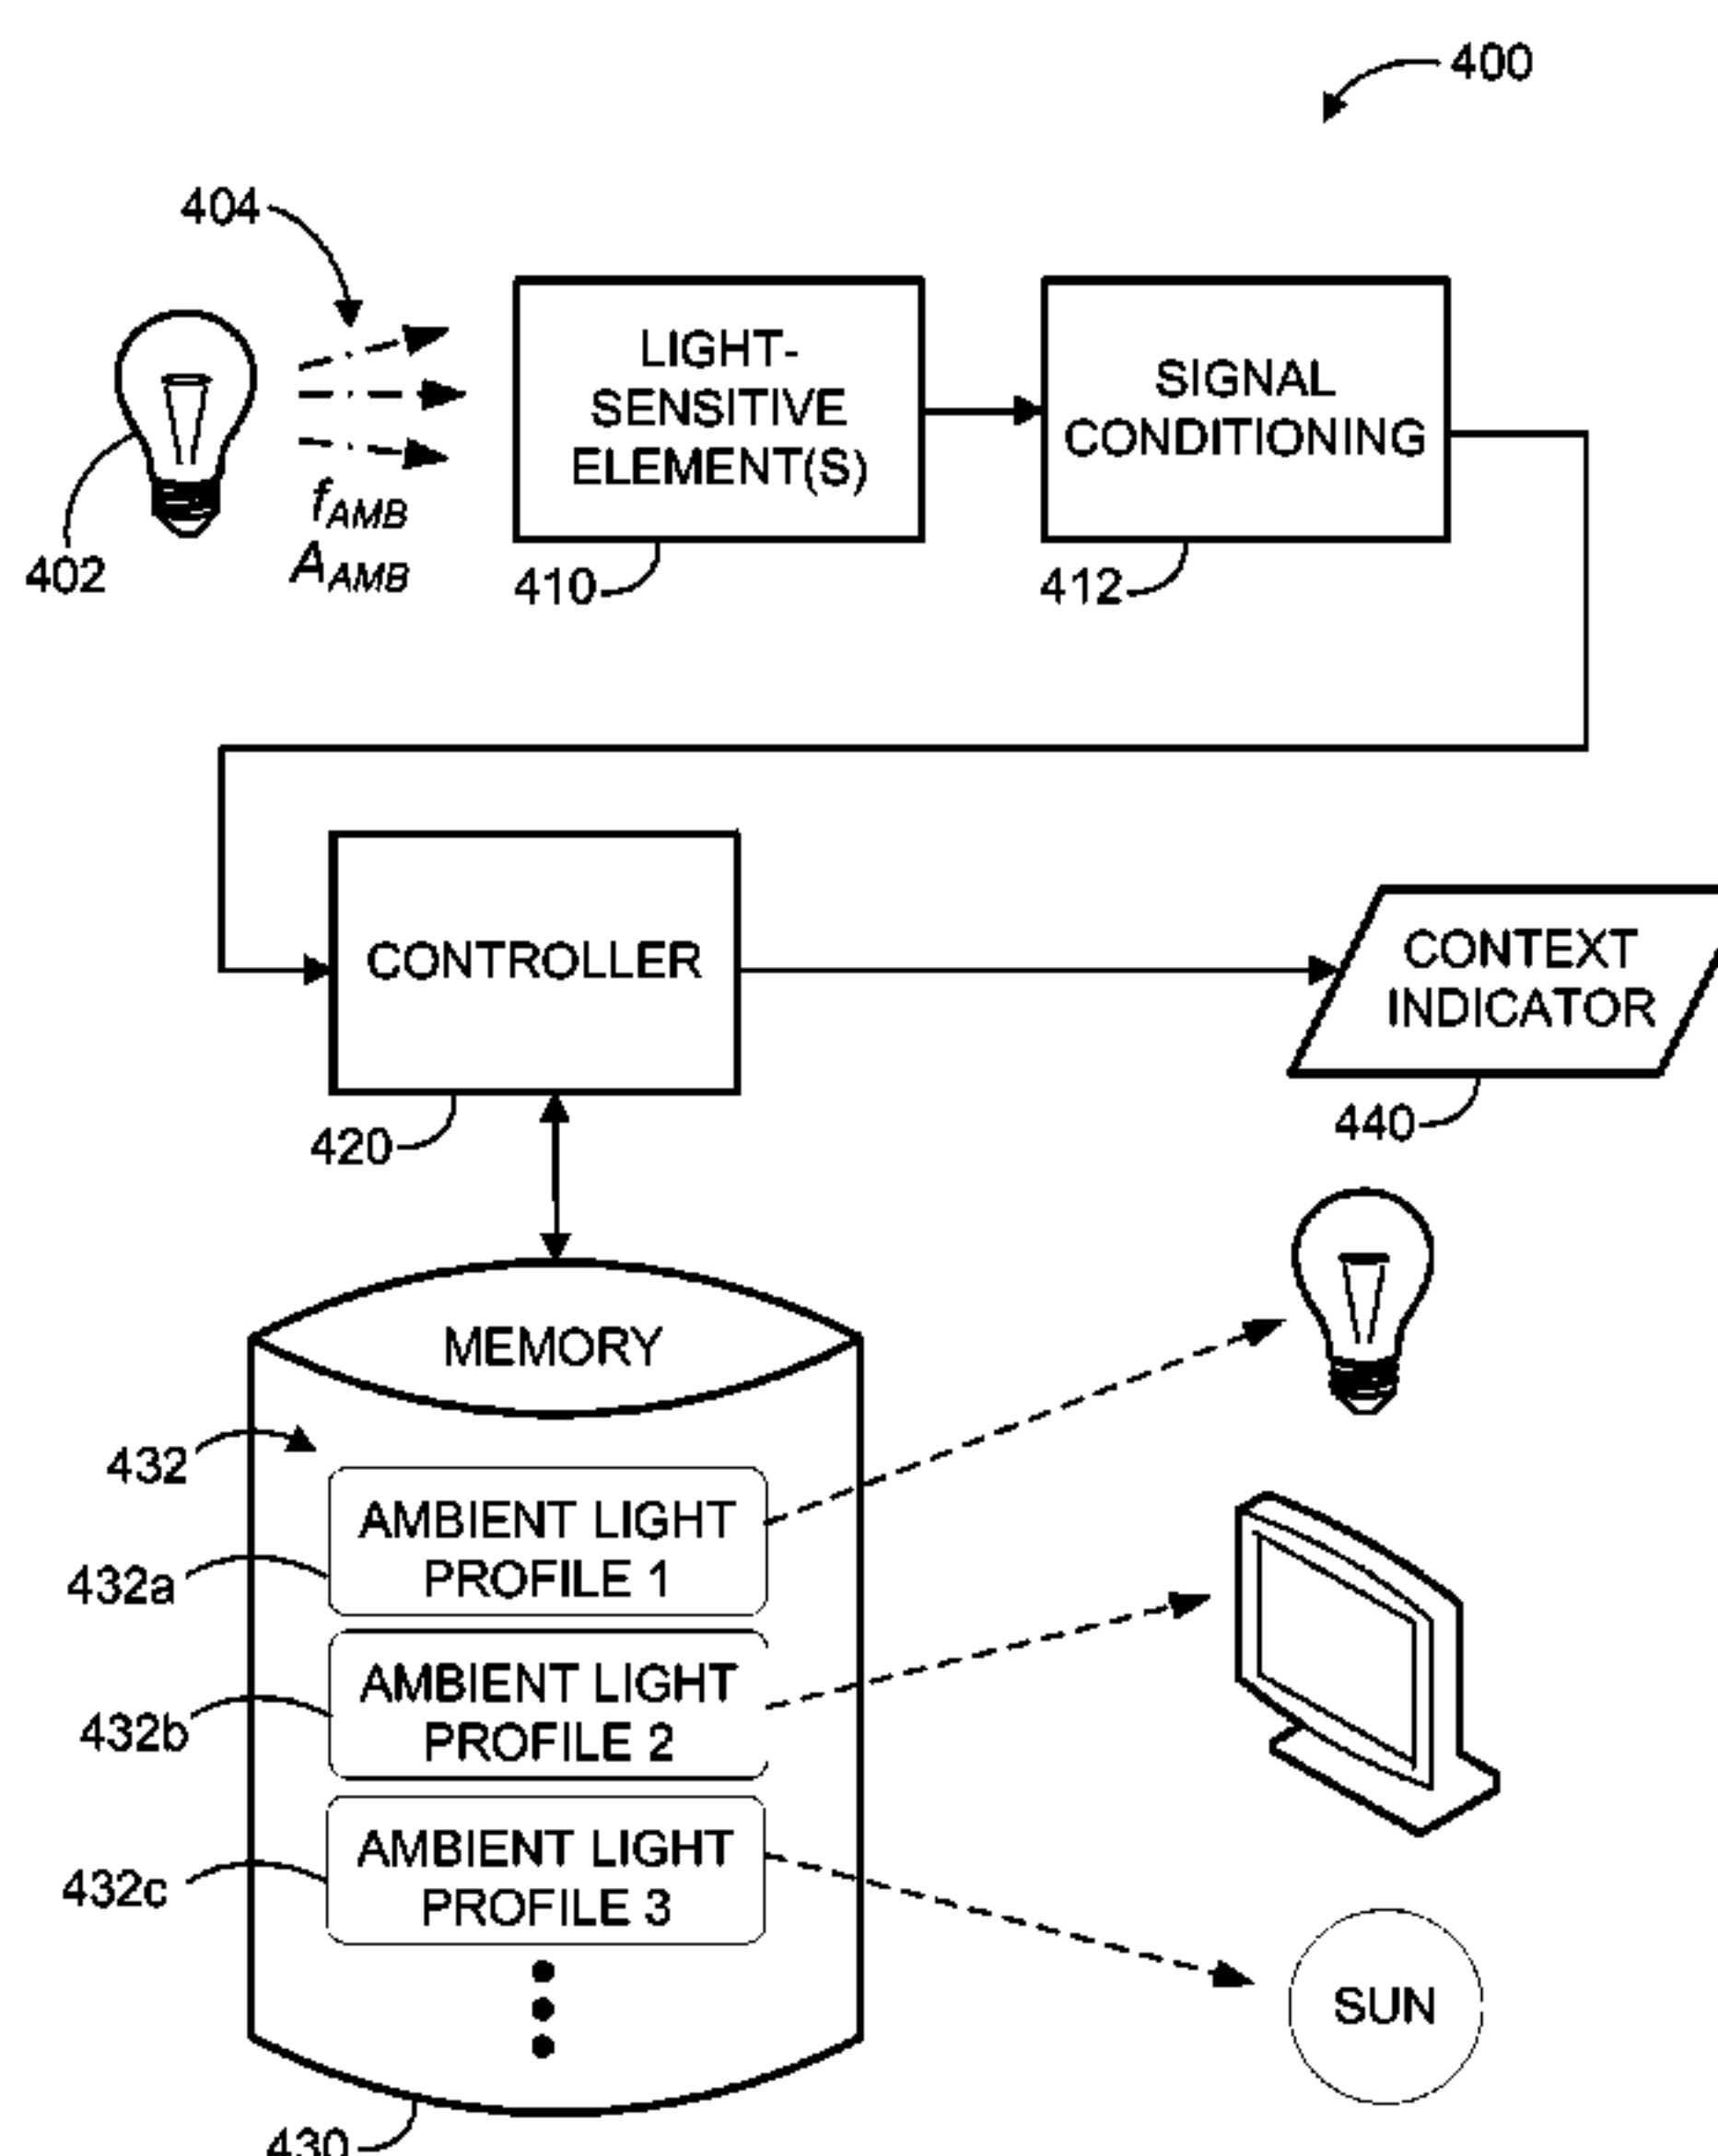 400
404
LIGHT-
SENSITIVE
ELEMENT(S)
SIGNAL
CONDITIONING
fAMB
AAMB
402
410
412
CONTROLLER
CONTEXT
INDICATOR
420
440
MEMORY
432
AMBIENT LIGHT
PROFILE 1
432a
AMBIENT LIGHT
PROFILE 2
432b
AMBIENT LIGHT
PROFILE 3
432c
SUN
430